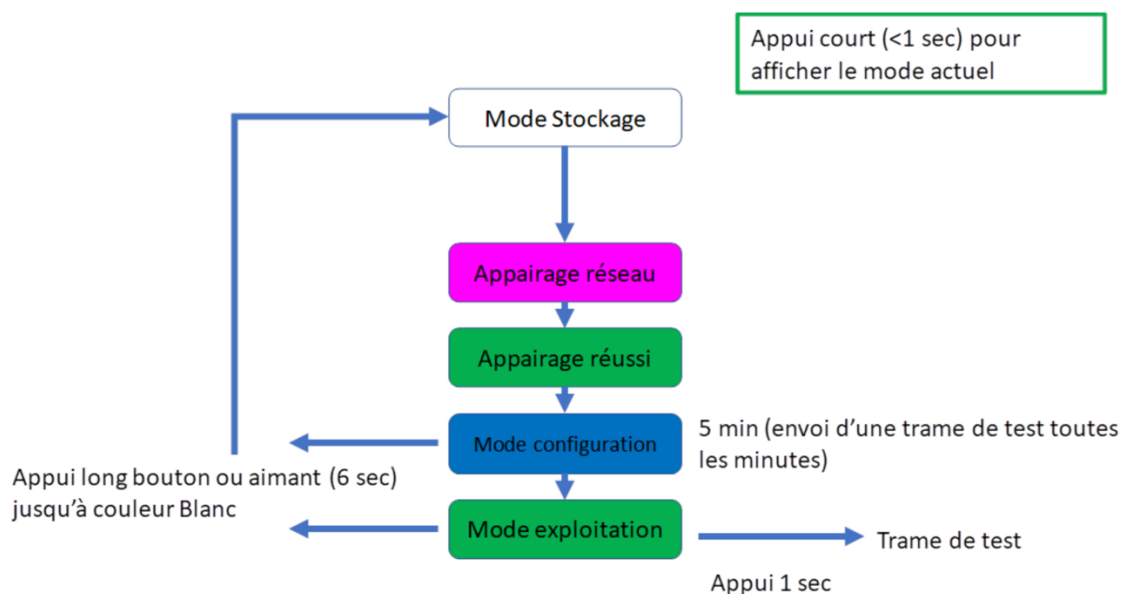 Appui court (<1 sec) pour
afficher le mode actuel
Mode Stockage
Appairage réseau
Appairage réussi
Mode configuration
5 min (envoi d’une trame de test toutes
les minutes)
Appui long bouton ou aimant (6 sec)
jusqu’à couleur Blanc
Mode exploitation
Trame de test
Appui 1 sec